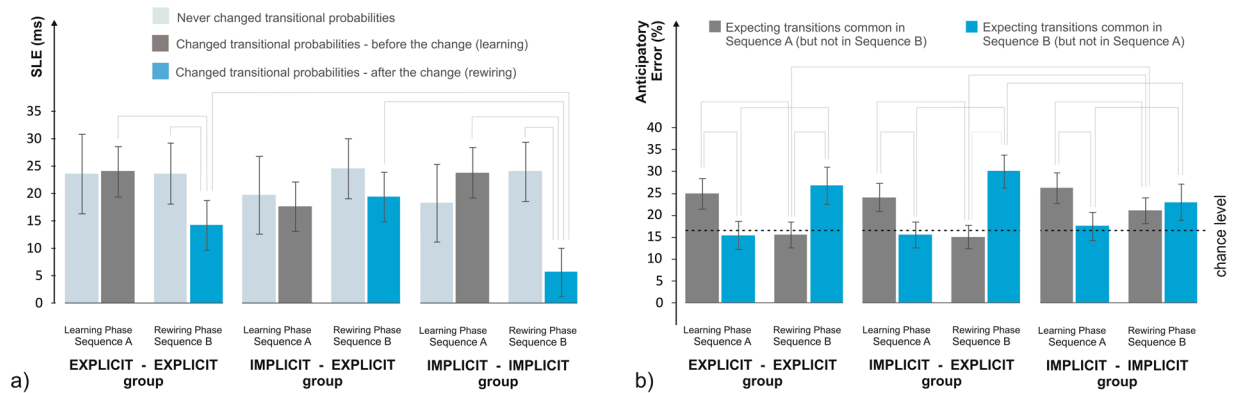 SLE (ms)
Never changed transitional probabilities
Changed transitional probabilities - before the change (learning)
Changed transitional probabilities - after the change (rewiring)
35
30
25
20
15
10
5
0
Learning Phase Sequence A
Rewiring Phase Sequence B
EXPLICIT - EXPLICIT
group
Learning Phase Sequence A
Rewiring Phase Sequence B
IMPLICIT - EXPLICIT
group
Learning Phase Sequence A
Rewiring Phase Sequence B
IMPLICIT - IMPLICIT
group
a)
Anticipatory
Error (%)
Expecting transitions common in
Sequence A (but not in Sequence B)
Expecting transitions common in
Sequence B (but not in Sequence A)
40
35
30
25
20
15
10
5
0
chance level
Learning Phase Sequence A
Rewiring Phase Sequence B
EXPLICIT - EXPLICIT
group
Learning Phase Sequence A
Rewiring Phase Sequence B
IMPLICIT - EXPLICIT
group
Learning Phase Sequence A
Rewiring Phase Sequence B
IMPLICIT - IMPLICIT
group
b)